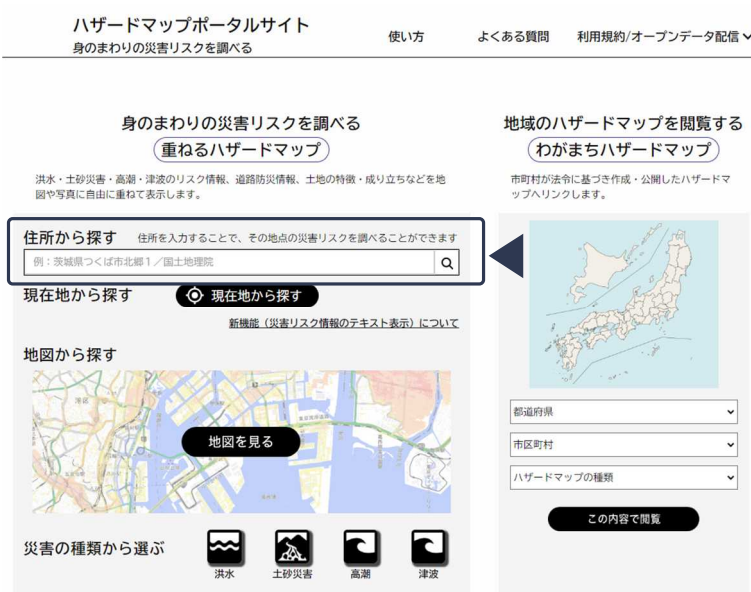 ハザードマップポータルサイト
身のまわりの災害リスクを調べる
使い方
よくある質問
利用規約/オープンデータ配信
身のまわりの災害リスクを調べる
重ねるハザードマップ
洪水・土砂災害・高潮・津波のリスク情報、道路防災情報、土地の特徴・成り立ちなどを地
図や写真に自由に重ねて表示します。
住所から探す 住所を入力することで、その地点の災害リスクを調べることができます
例：茨城県つくば市北郷１／国土地理院
現在地から探す 現在地から探す
新機能（災害リスク情報のテキスト表示）について
地図から探す
地図を見る
災害の種類から選ぶ
洪水
土砂災害
高潮
津波
地域のハザードマップを閲覧する
わがまちハザードマップ
市町村が法令に基づき作成・公開したハザードマ
ップへリンクします。
都道府県
市区町村
ハザードマップの種類
この内容で閲覧